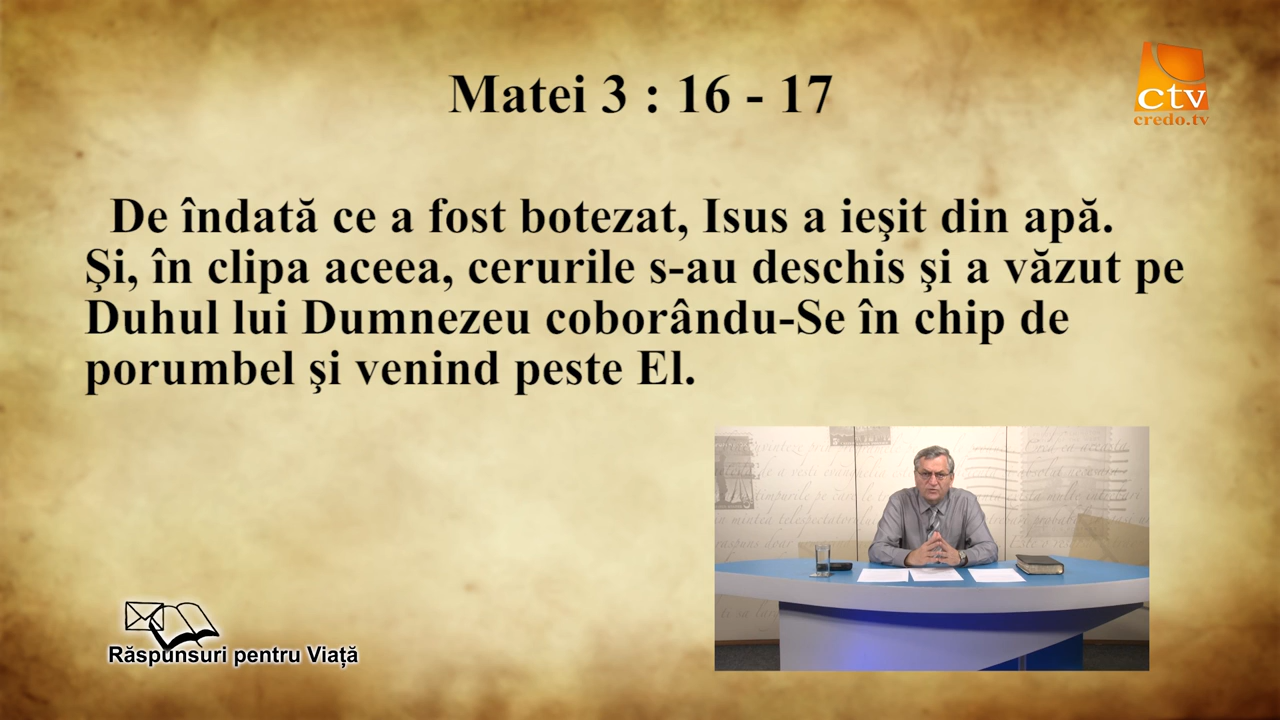 Matei 3 : 16 - 17
ctv
credo.tv
De îndată ce a fost botezat, Isus a ieşit din apă.
Şi, în clipa aceea, cerurile s-au deschis şi a văzut pe
Duhul lui Dumnezeu coborându-Se în chip de
porumbel şi venind peste El.
Răspunsuri pentru Viaţă